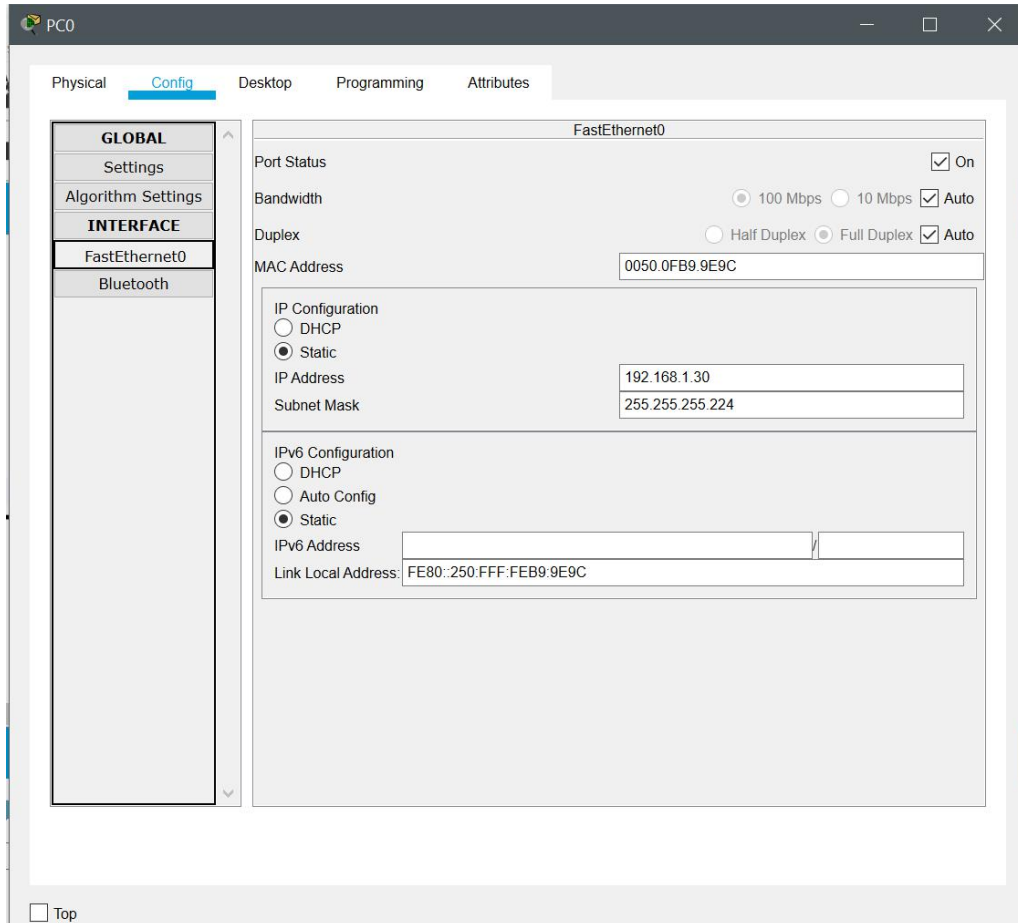 PC0
Physical Config Desktop Programming Attributes
GLOBAL
Settings
Algorithm Settings
INTERFACE
FastEthernet0
Bluetooth
FastEthernet0
Port Status On
Bandwidth 100 Mbps 10 Mbps Auto
Duplex Half Duplex Full Duplex Auto
MAC Address 0050.0FB9.9E9C
IP Configuration
DHCP
Static
IP Address 192.168.1.30
Subnet Mask 255.255.255.224
IPv6 Configuration
DHCP
Auto Config
Static
IPv6 Address /
Link Local Address: FE80::250:FFF:FEB9:9E9C
Top